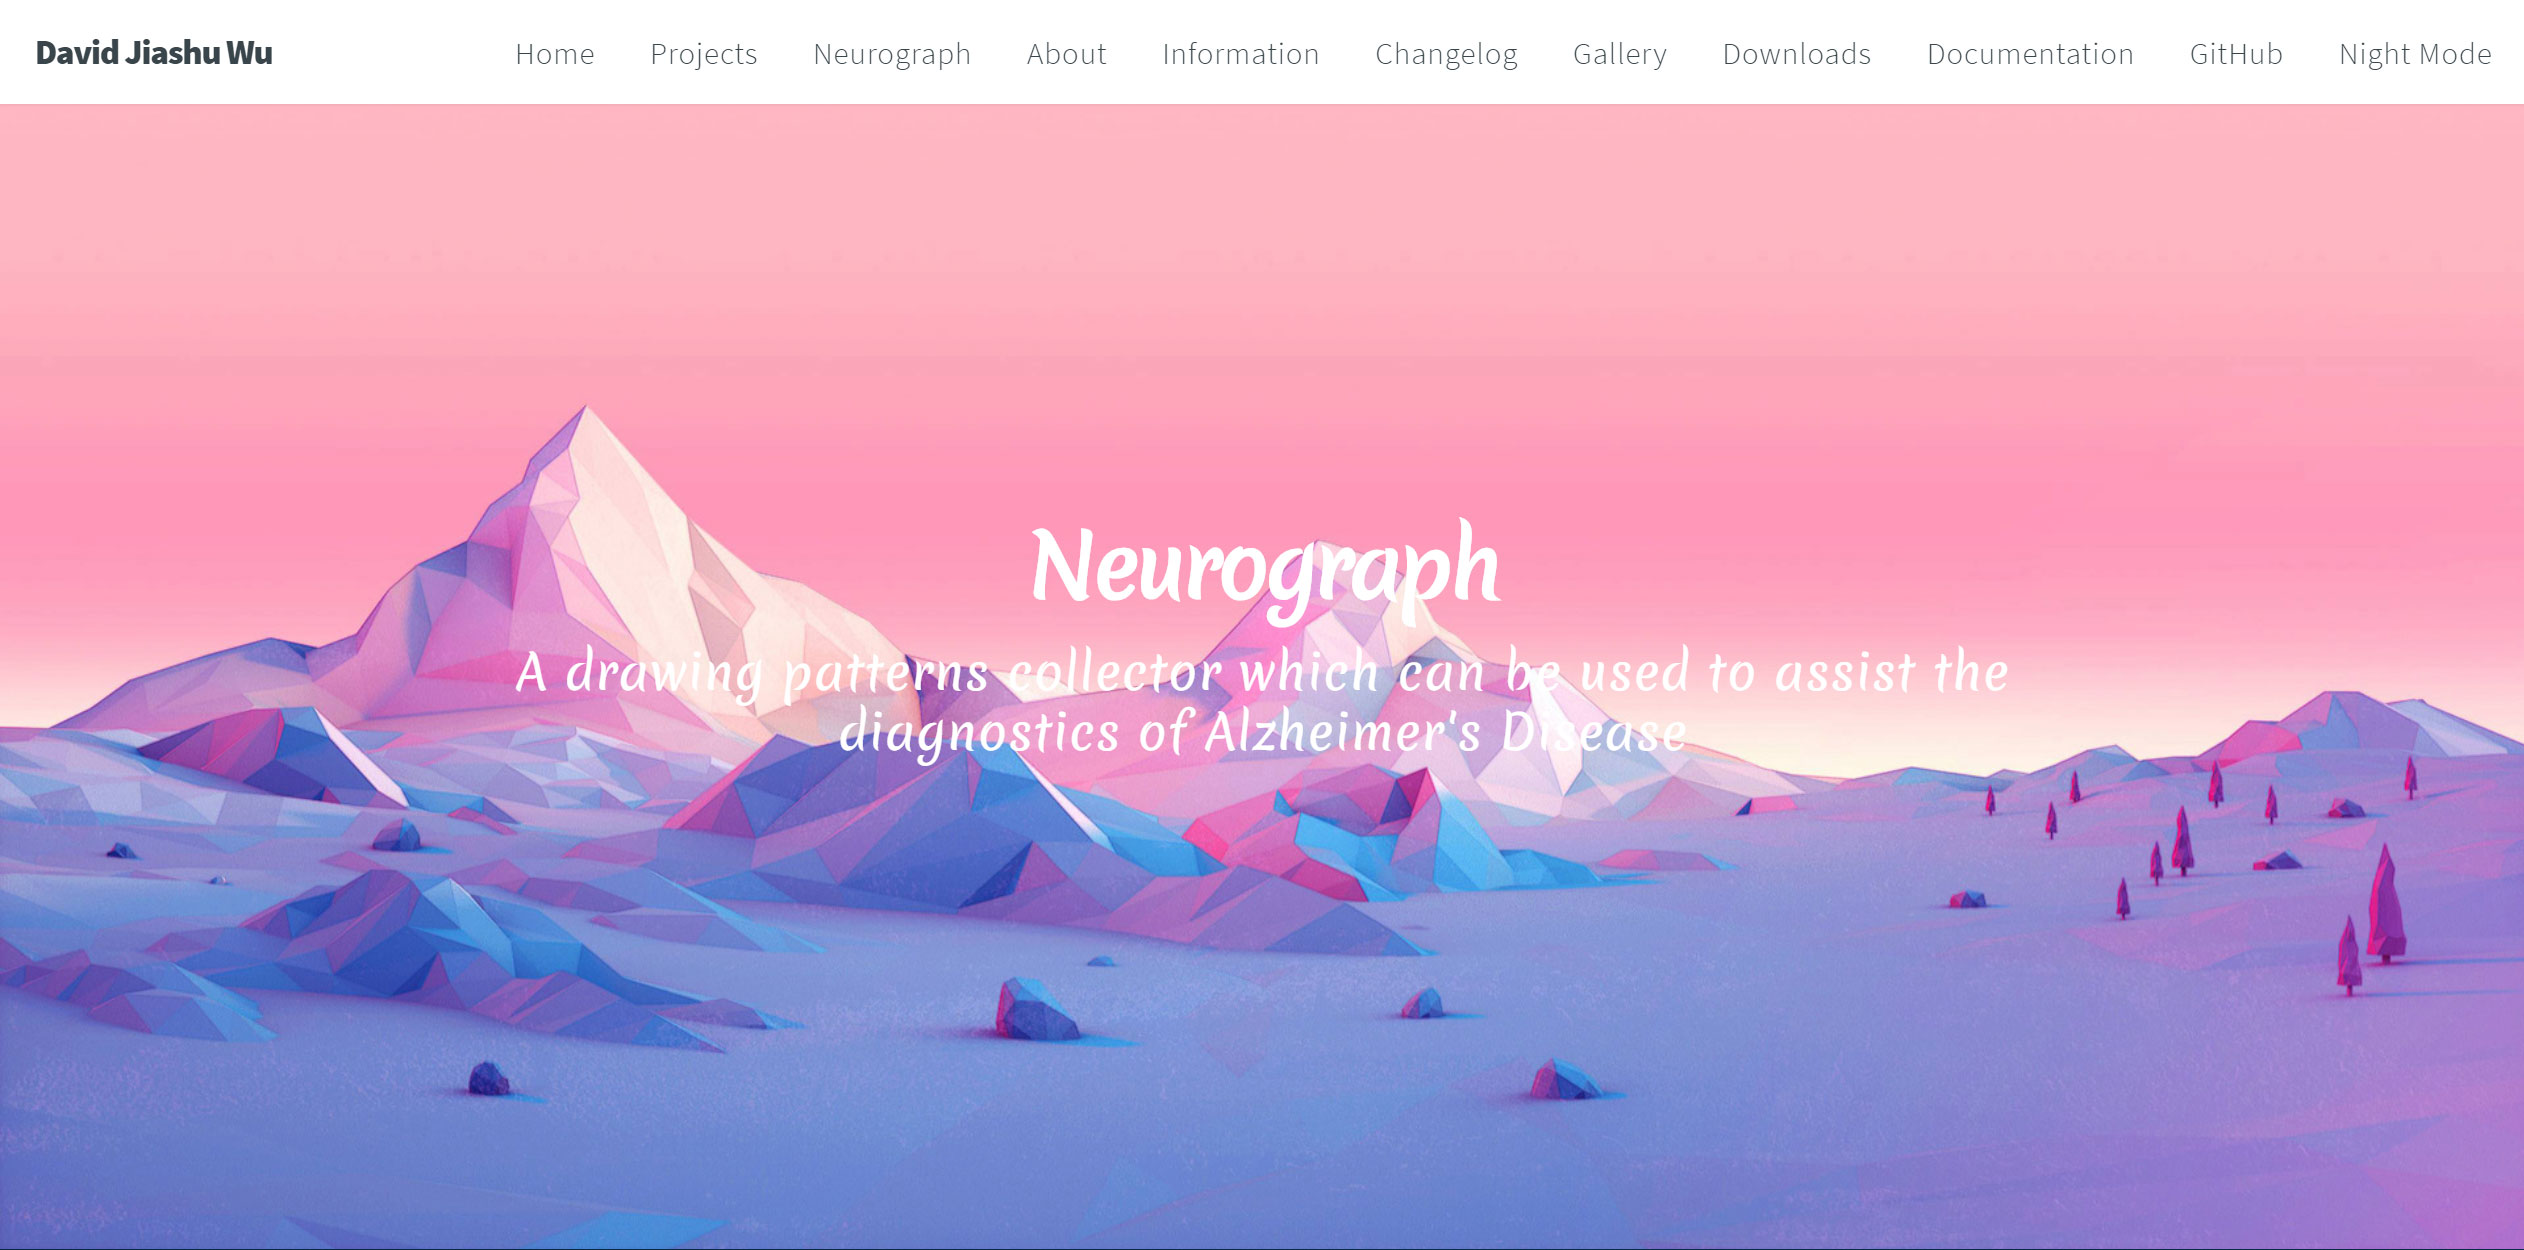 David Jiashu Wu Home Projects Neurograph About Information Changelog Gallery Downloads Documentation GitHub Night Mode
Neurograph
A drawing patterns collector which can be used to assist the
diagnostics of Alzheimer's Disease